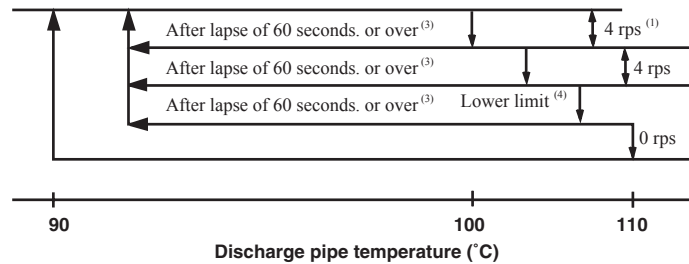 After lapse of 60 seconds. or over (3) 4 rps (1)
After lapse of 60 seconds. or over (3) 4 rps
After lapse of 60 seconds. or over (3) Lower limit (4)
0 rps
90 100 110
Discharge pipe temperature (˚C)